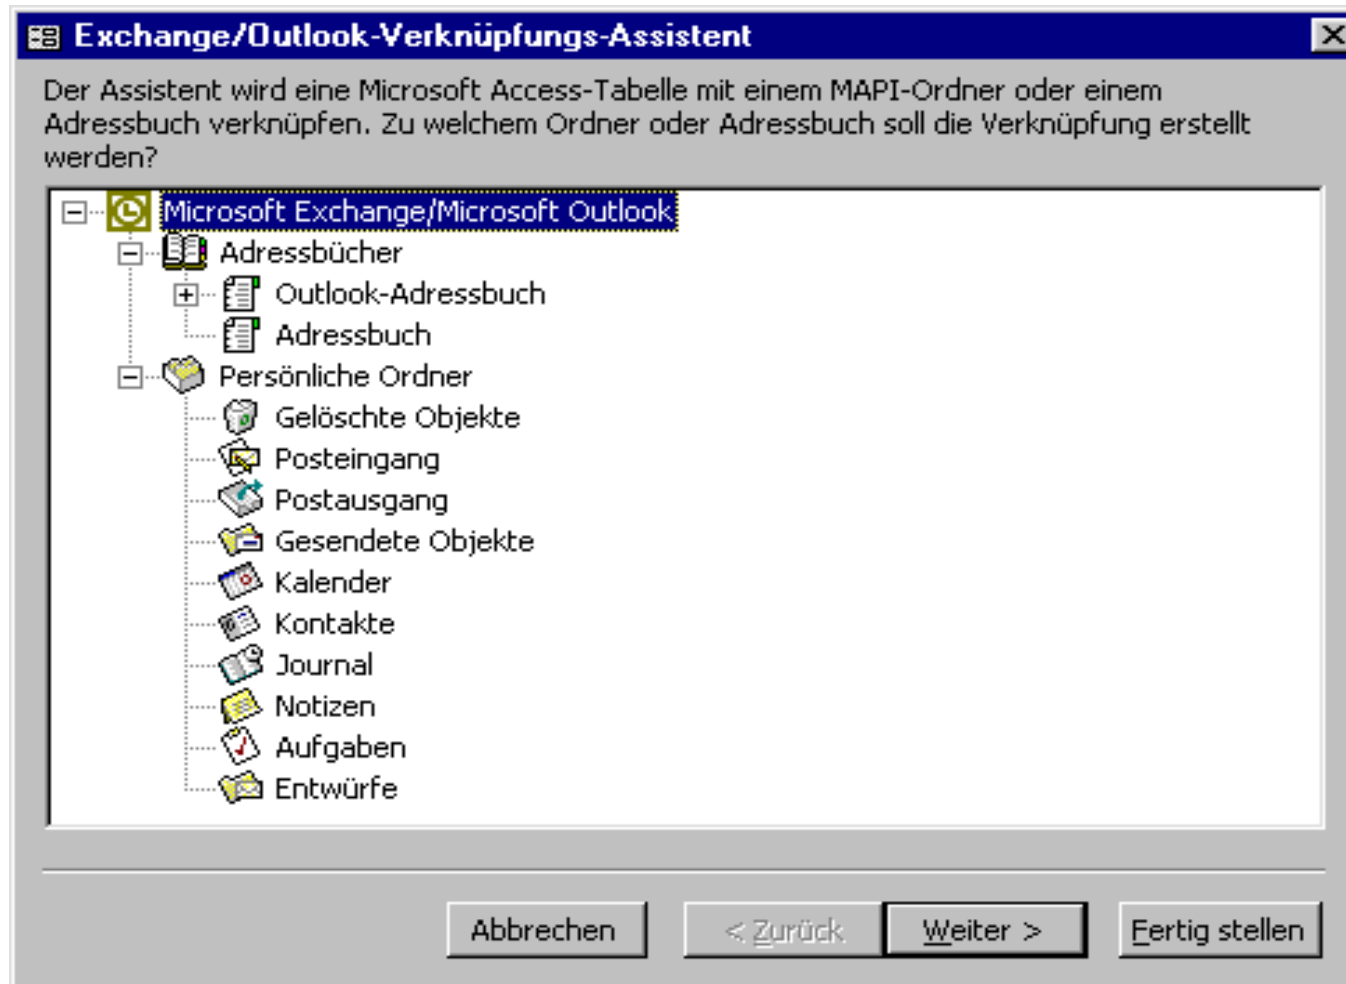 Exchange/Outlook-Verknüpfungs-Assistent
Der Assistent wird eine Microsoft Access-Tabelle mit einem MAPI-Ordner oder einem
Adressbuch verknüpfen. Zu welchem Ordner oder Adressbuch soll die Verknüpfung erstellt
werden?
Microsoft Exchange/Microsoft Outlook
Adressbücher
Outlook-Adressbuch
Adressbuch
Persönliche Ordner
Gelöschte Objekte
Posteingang
Postausgang
Gesendete Objekte
Kalender
Kontakte
Journal
Notizen
Aufgaben
Entwürfe
Abbrechen < Zurück Weiter > Fertig stellen